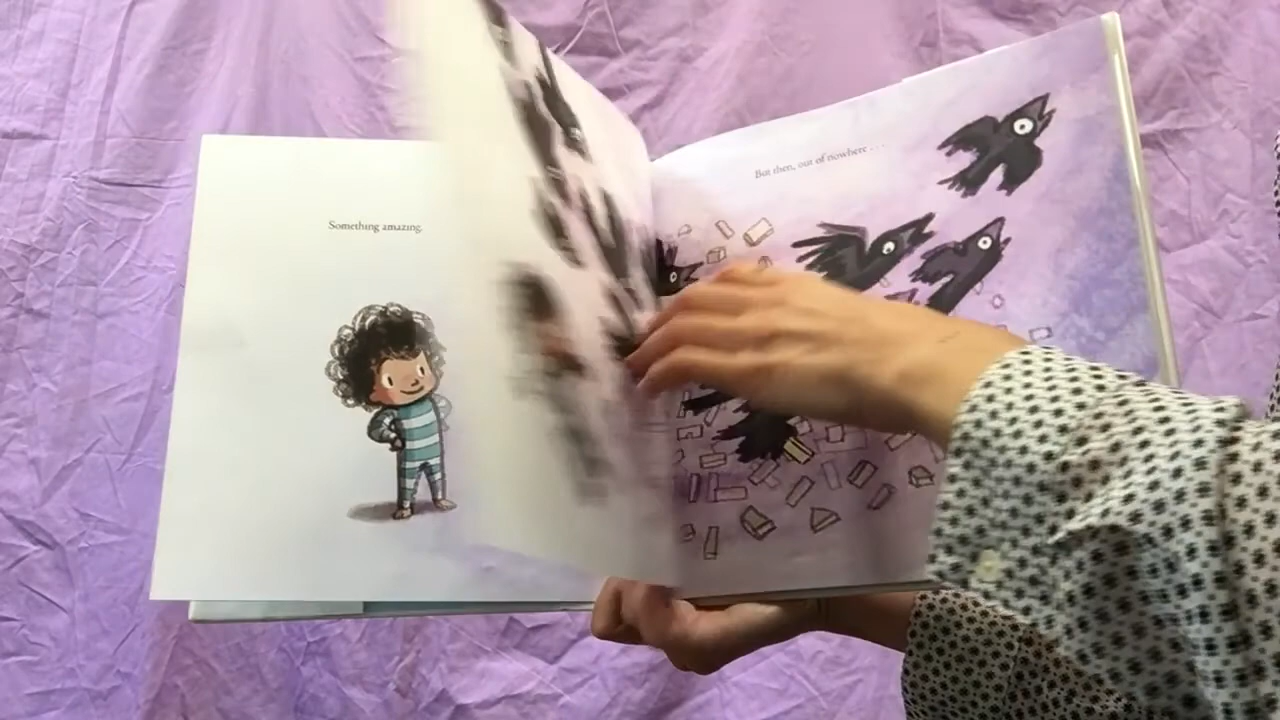 Something amazing.
But then, out of nowhere . . .